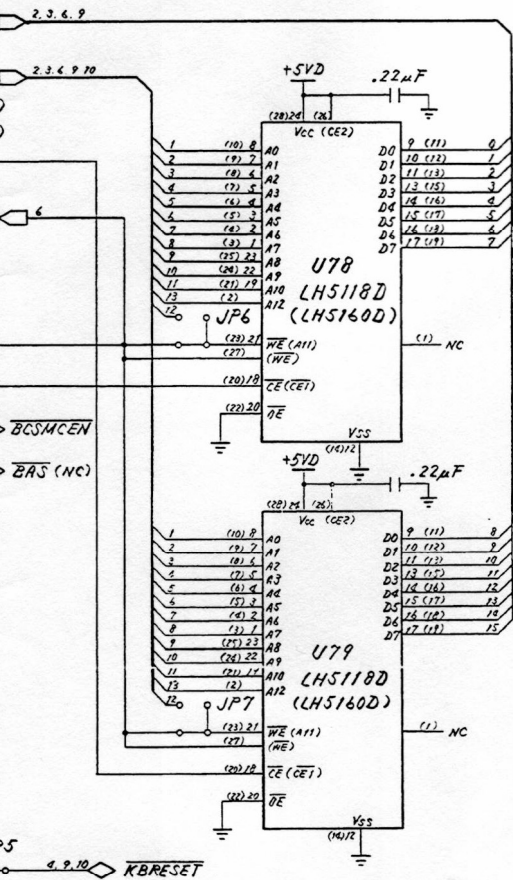 2, 3, 6, 9
+5VD
.22µF
2, 3, 6, 9, 10
(28)24 (26)
Vcc (CE2)
1 (10) 8 A0 D0 9 (11) 0
2 (9) 7 A1 D1 10 (12) 1
3 (8) 6 A2 D2 11 (13) 2
4 (7) 5 A3 D3 13 (15) 3
5 (6) 4 A4 D4 14 (16) 4
6 (5) 3 A5 D5 15 (17) 5
7 (4) 2 A6 D6 16 (18) 6
8 (3) 1 A7 D7 17 (19) 7
9 (25) 23 A8
10 (24) 22 A9
11 (21) 19 A10
13 (2) A12
6
U78
LH5118D
(LH5160D)
12 JP6
(23) 21 WE (A11) (1) NC
(27) (WE)
(20) 18 CE (CE1)
(22) 20 OE
BCSMCEN
Vss
(14)12
BAS (NC)
+5VD
.22µF
(28) 24 (26)
Vcc (CE2)
1 (10) 8 A0 D0 9 (11) 8
2 (9) 7 A1 D1 10 (12) 9
3 (8) 6 A2 D2 11 (13) 10
(7) 5 A3 D3 13 (15) 11
(6) 4 A4 D4 14 (16) 12
(5) 3 A5 D5 15 (17) 13
7 (4) 2 A6 D6 16 (18) 14
8 (3) 1 A7 D7 17 (19) 15
9 (25) 23 A8
10 (24) 22 A9
11 (21) A10
13 (2) A12
U79
LH5118D
(LH5160D)
12 JP7
(23) 21 WE (A11) (1) NC
(27) (WE)
(20) 18 CE (CE1)
(22) 20 OE
Vss
(14)12
4, 9, 10 KBRESET